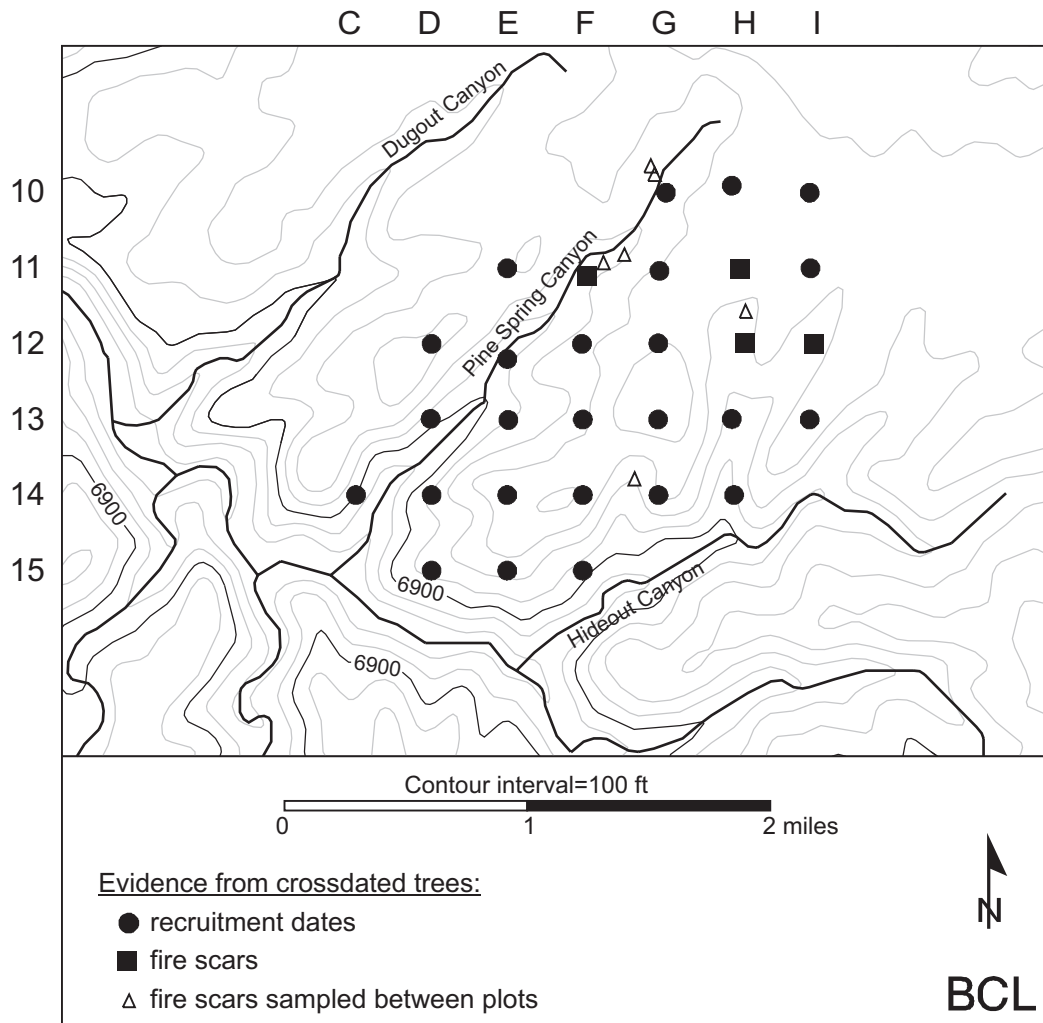 C D E F G H I
Dugout Canyon
10
11
Pine Spring Canyon
12
13
14
6900
15
6900
Hideout Canyon
6900
Contour interval=100 ft
0 1 2 miles
Evidence from crossdated trees:
recruitment dates
fire scars
fire scars sampled between plots
N
BCL